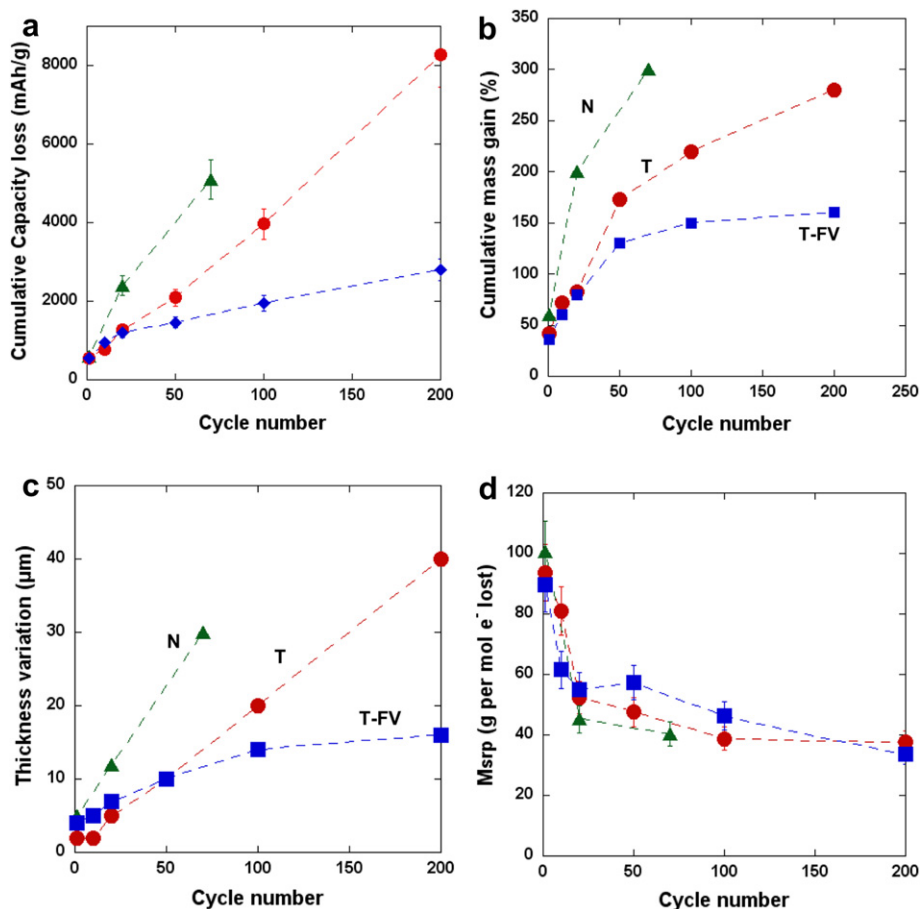 a
Cumulative Capacity loss (mAh/g)
8000
6000
4000
2000
0
0 50 100 150 200
Cycle number
b
Cumulative mass gain (%)
350
300
250
200
150
100
50
0
N
T
T-FV
0 50 100 150 200 250
Cycle number
c
Thickness variation (µm)
50
40
30
20
10
0
N
T
T-FV
0 50 100 150 200
Cycle number
d
Msrp (g per mol e⁻ lost)
120
100
80
60
40
20
0
0 50 100 150 200
Cycle number